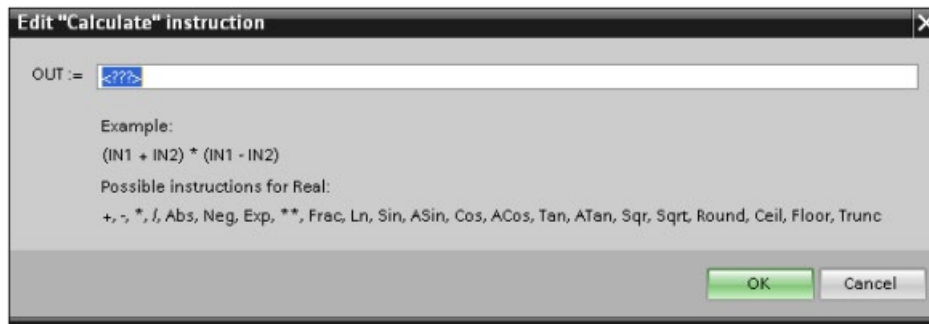 Edit "Calculate" instruction
OUT := <???>
Example:
(IN1 + IN2) * (IN1 - IN2)
Possible instructions for Real:
+, -, *, /, Abs, Neg, Exp, **, Frac, Ln, Sin, ASin, Cos, ACos, Tan, ATan, Sqr, Sqrt, Round, Ceil, Floor, Trunc
OK Cancel